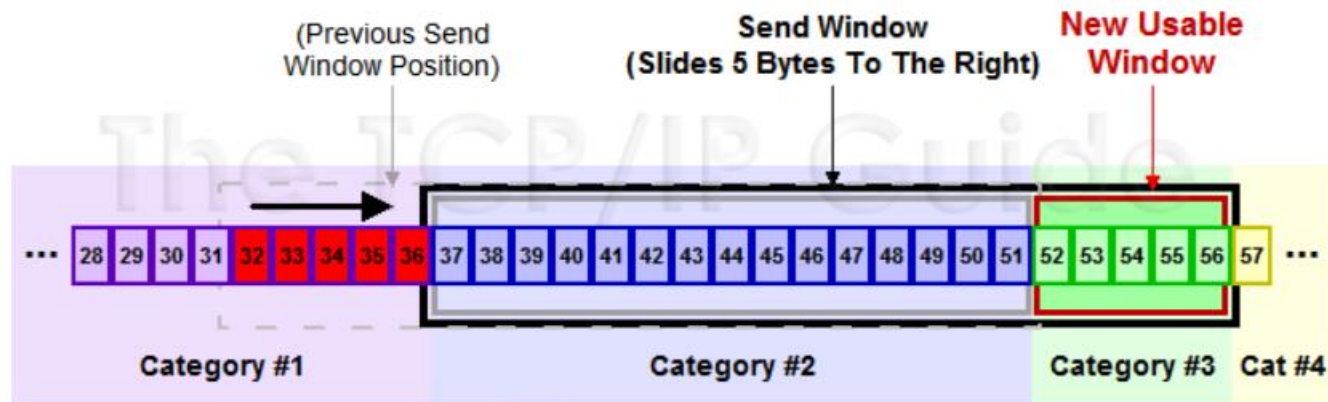 (Previous Send
Window Position)
Send Window
(Slides 5 Bytes To The Right)
New Usable
Window
The TCP/IP Guide
... 28 29 30 31 32 33 34 35 36 37 38 39 40 41 42 43 44 45 46 47 48 49 50 51 52 53 54 55 56 57 ...
Category #1
Category #2
Category #3
Cat #4